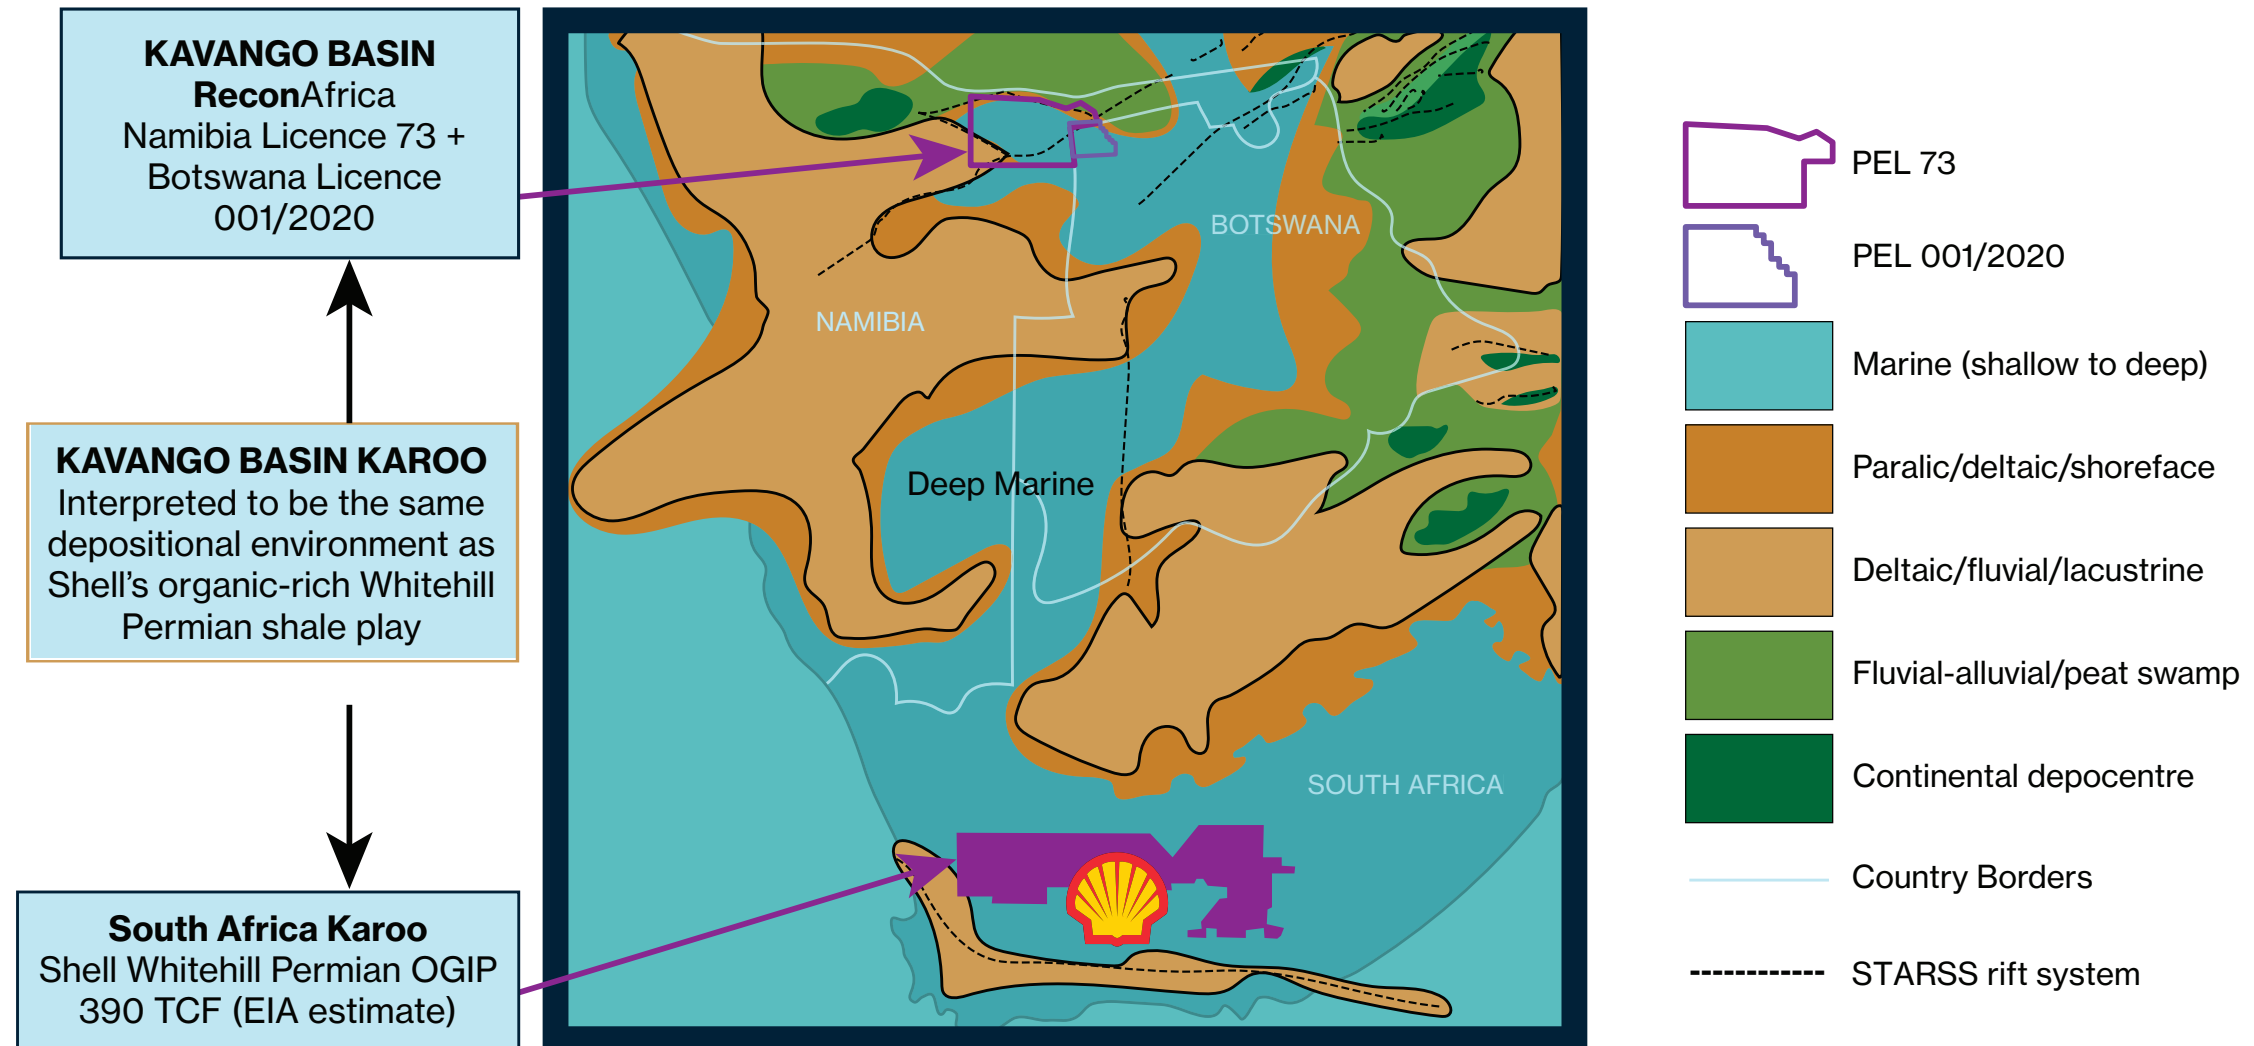 KAVANGO BASIN
ReconAfrica
Namibia Licence 73 +
Botswana Licence
001/2020
KAVANGO BASIN KAROO
Interpreted to be the same
depositional environment as
Shell’s organic-rich Whitehill
Permian shale play
South Africa Karoo
Shell Whitehill Permian OGIP
390 TCF (EIA estimate)
BOTSWANA
NAMIBIA
Deep Marine
SOUTH AFRICA
PEL 73
PEL 001/2020
Marine (shallow to deep)
Paralic/deltaic/shoreface
Deltaic/fluvial/lacustrine
Fluvial-alluvial/peat swamp
Continental depocentre
Country Borders
STARSS rift system